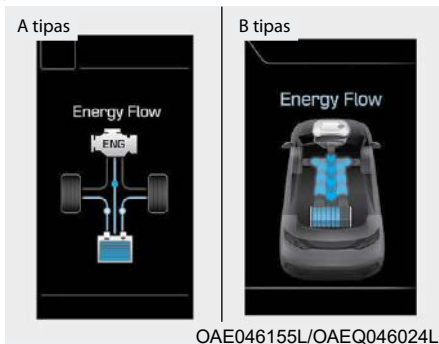 A tipas
Energy Flow
ENG
B tipas
Energy Flow
OAE046155L/OAEQ046024L